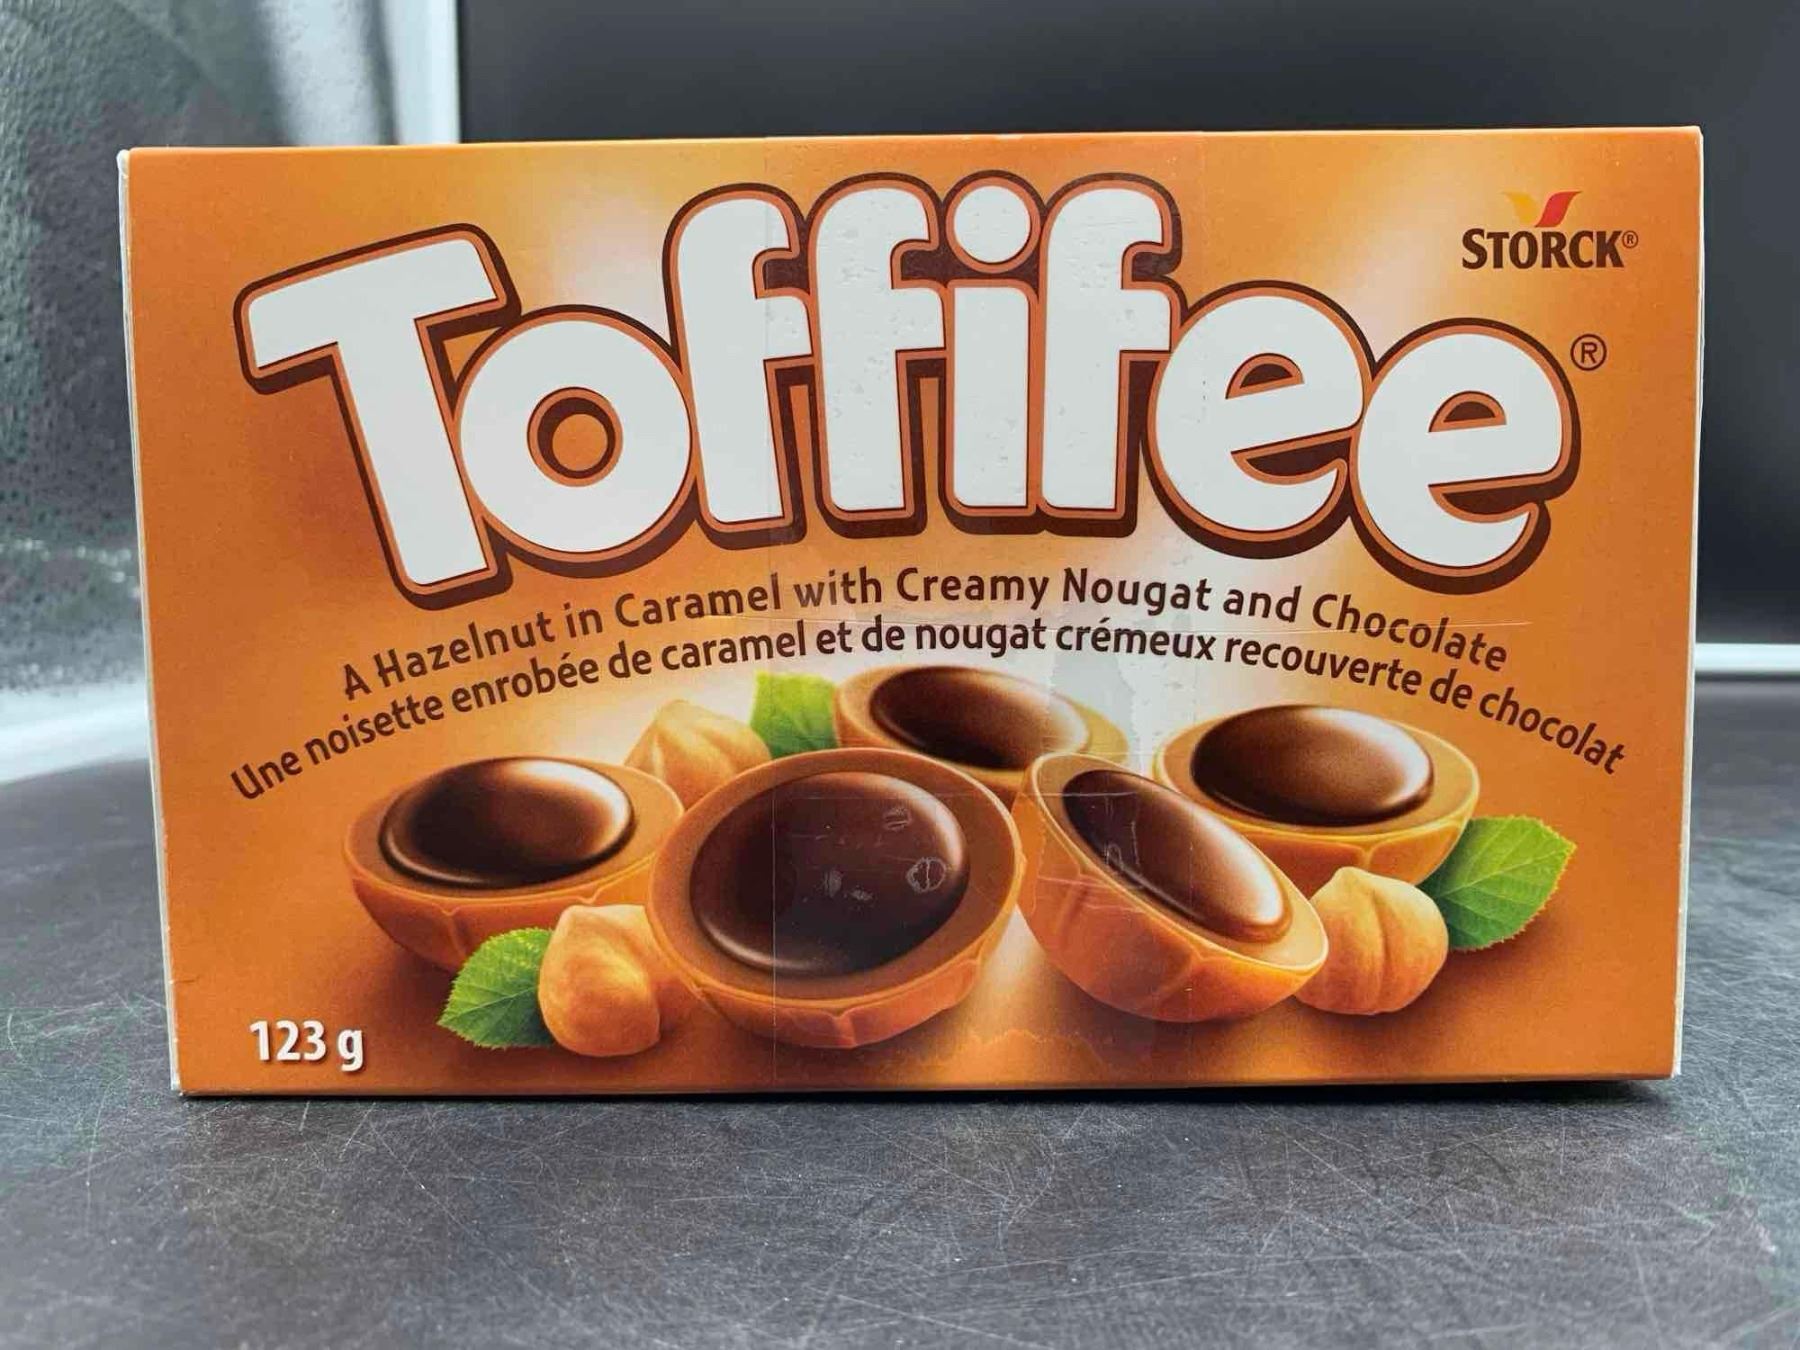 STORCK®
Toffifee®
A Hazelnut in Caramel with Creamy Nougat and Chocolate
Une noisette enrobée de caramel et de nougat crémeux recouverte de chocolat
123 g